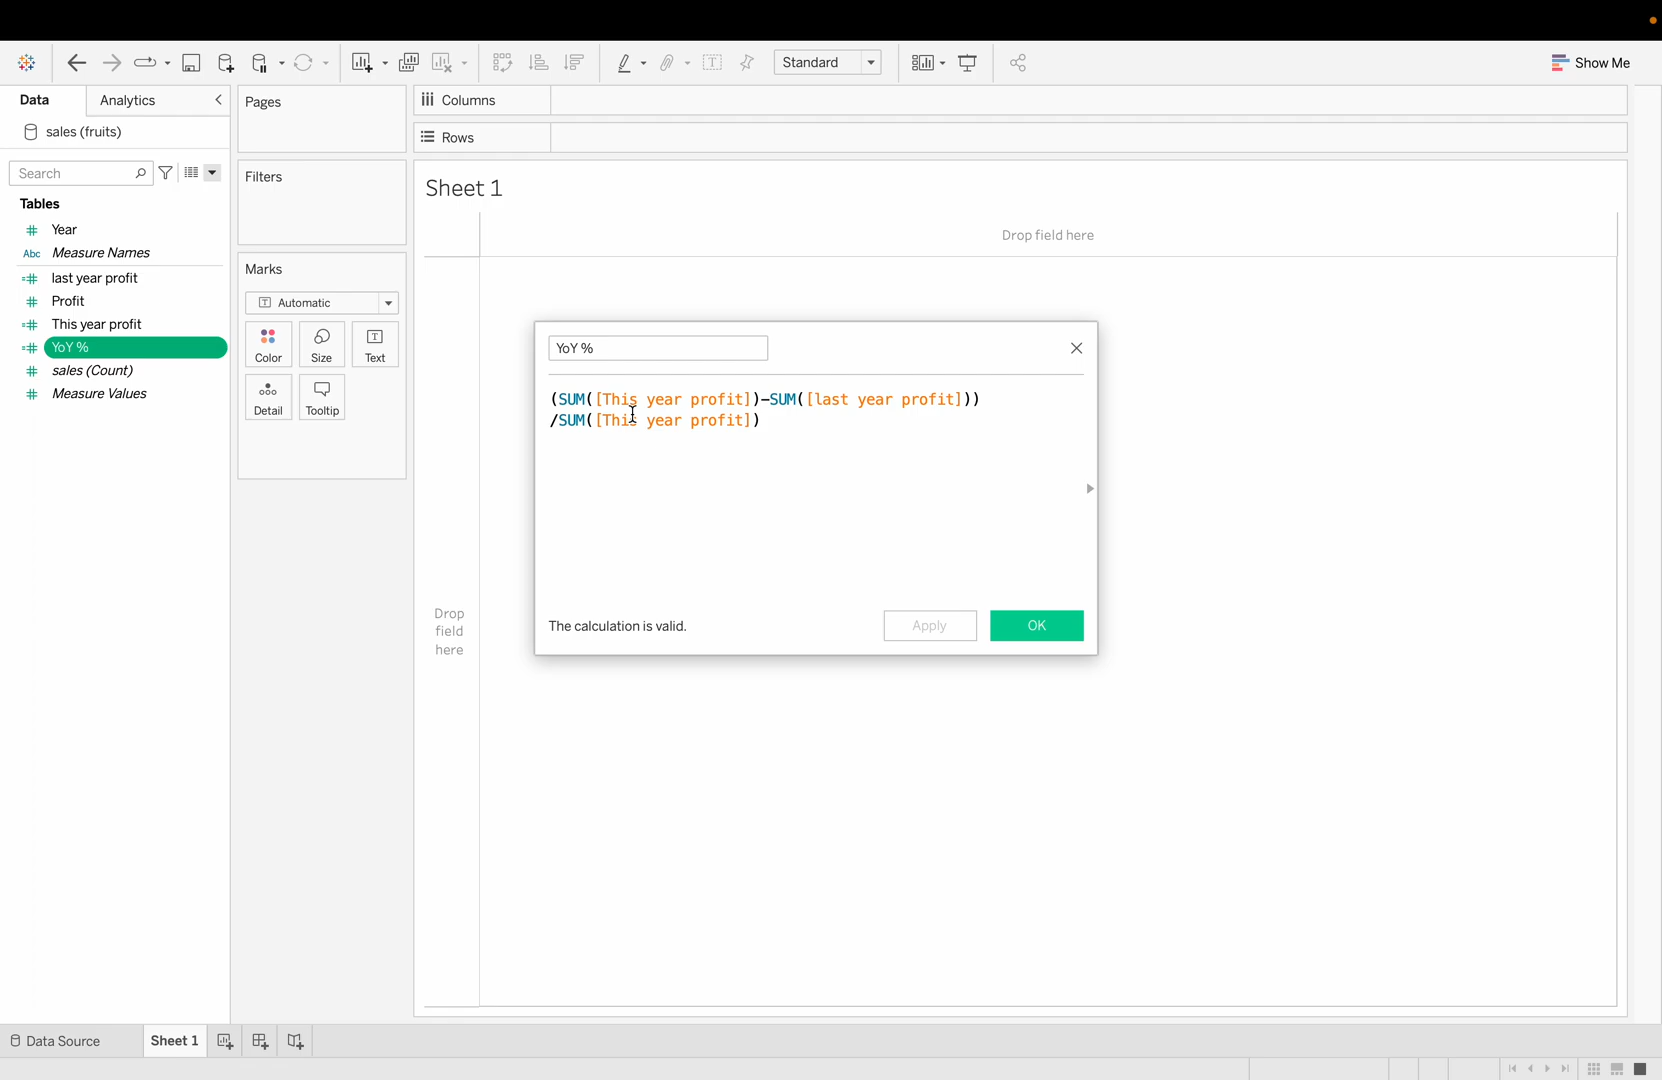 Standard
Show Me
Data
Analytics
sales (fruits)
Search
Tables
Year
Abc Measure Names
last year profit
Profit
This year profit
YoY %
sales (Count)
Measure Values
Pages
Filters
Marks
T Automatic
Color
Size
T
Text
Detail
Tooltip
Columns
Rows
Sheet 1
Drop field here
Drop
field
here
YoY %
(SUM([This year profit])-SUM([last year profit]))
/SUM([This year profit])
The calculation is valid.
Apply
OK
Data Source
Sheet 1